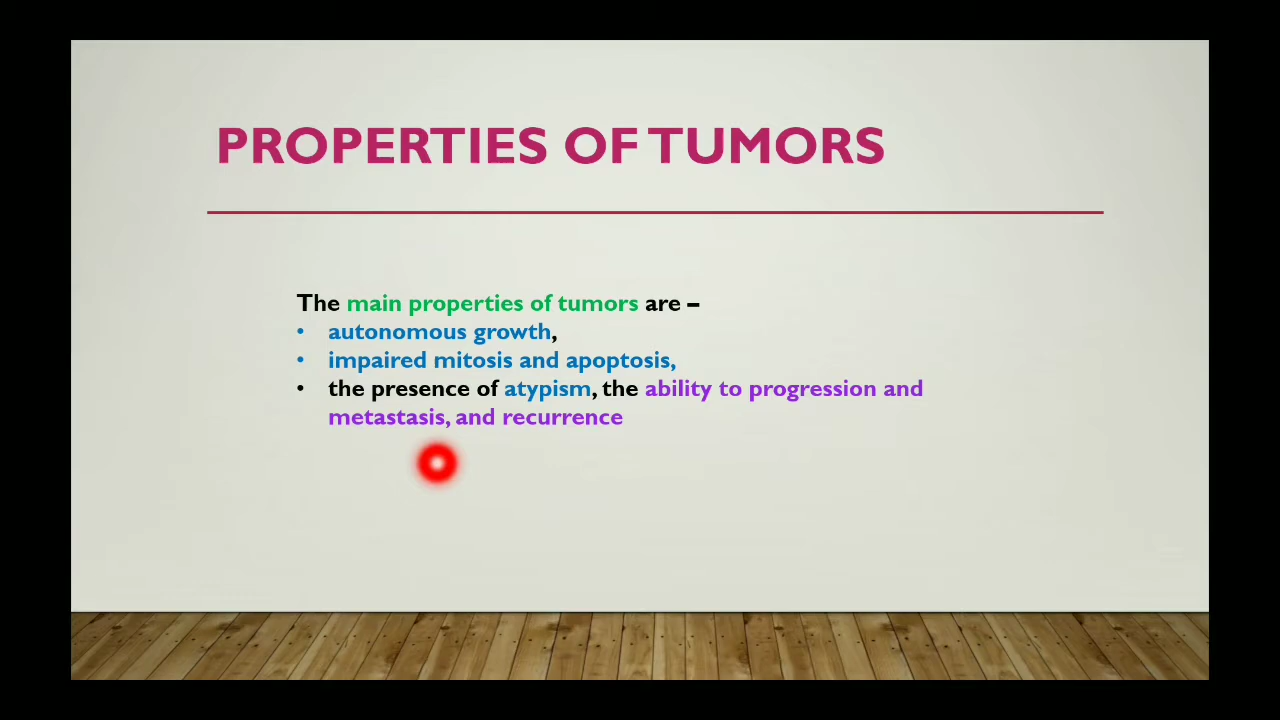 PROPERTIES OF TUMORS
The main properties of tumors are –
• autonomous growth,
• impaired mitosis and apoptosis,
• the presence of atypism, the ability to progression and
metastasis, and recurrence